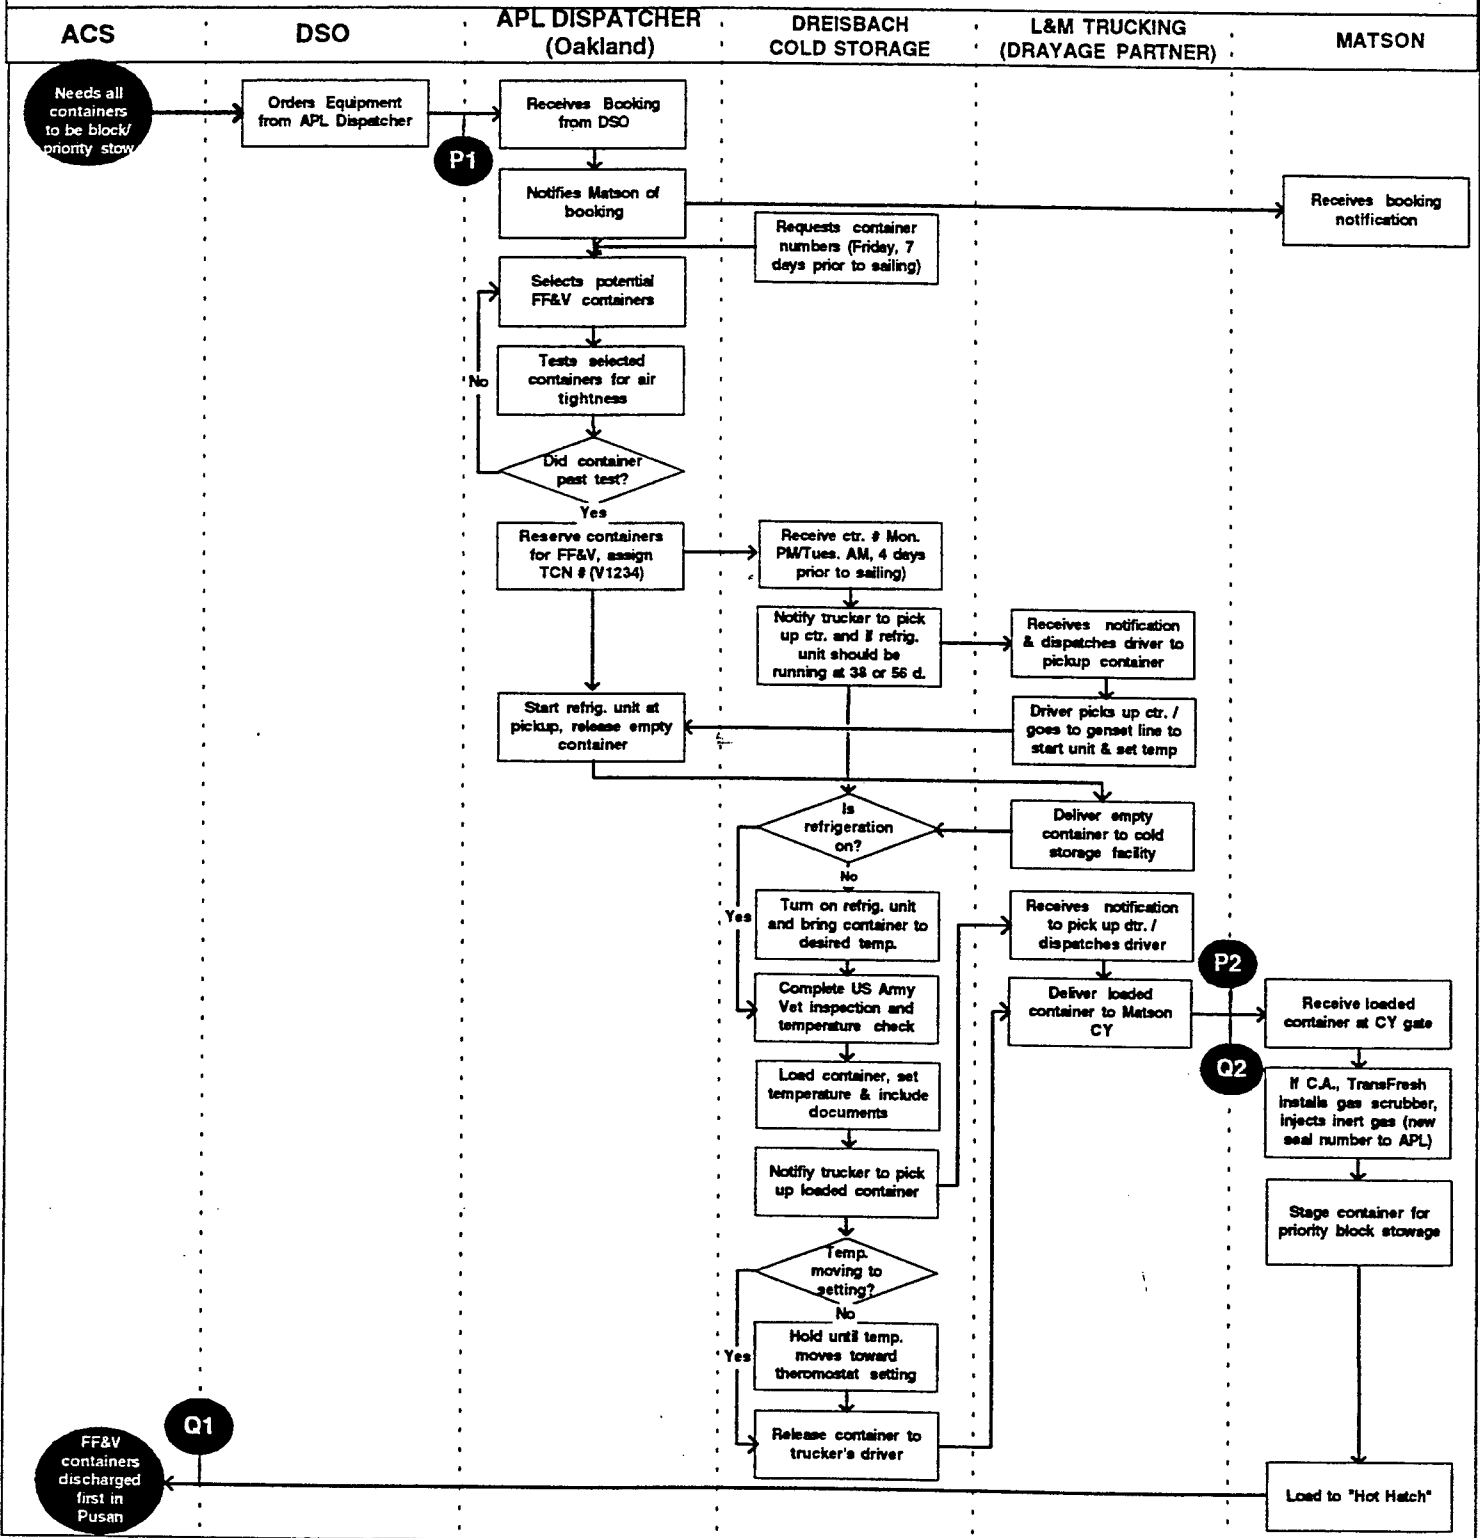 ACS
DSO
APL DISPATCHER
(Oakland)
DREISBACH
COLD STORAGE
L&M TRUCKING
(DRAYAGE PARTNER)
MATSON
Needs all
containers
to be block/
priority stow
Orders Equipment
from APL Dispatcher
P1
Receives Booking
from DSO
Notifies Matson of
booking
Receives booking
notification
Requests container
numbers (Friday, 7
days prior to sailing)
Selects potential
FF&V containers
Tests selected
containers for air
tightness
No
Did container
past test?
Yes
Reserve containers
for FF&V, assign
TCN # (V1234)
Receive ctr. # Mon.
PM/Tues. AM, 4 days
prior to sailing)
Notify trucker to pick
up ctr. and if refrig.
unit should be
running at 38 or 56 d.
Receives notification
& dispatches driver to
pickup container
Start refrig. unit at
pickup, release empty
container
Driver picks up ctr. /
goes to genset line to
start unit & set temp
Is
refrigeration
on?
Deliver empty
container to cold
storage facility
No
Yes
Turn on refrig. unit
and bring container to
desired temp.
Receives notification
to pick up dtr. /
dispatches driver
P2
Complete US Army
Vet inspection and
temperature check
Deliver loaded
container to Matson
CY
Receive loaded
container at CY gate
Q2
Load container, set
temperature & include
documents
If C.A., TransFresh
installs gas scrubber,
injects inert gas (new
seal number to APL)
Notifiy trucker to pick
up loaded container
Stage container for
priority block stowage
Temp.
moving to
setting?
No
Yes
Hold until temp.
moves toward
theromostat setting
Release container to
trucker's driver
Q1
FF&V
containers
discharged
first in
Pusan
Load to "Hot Hatch"